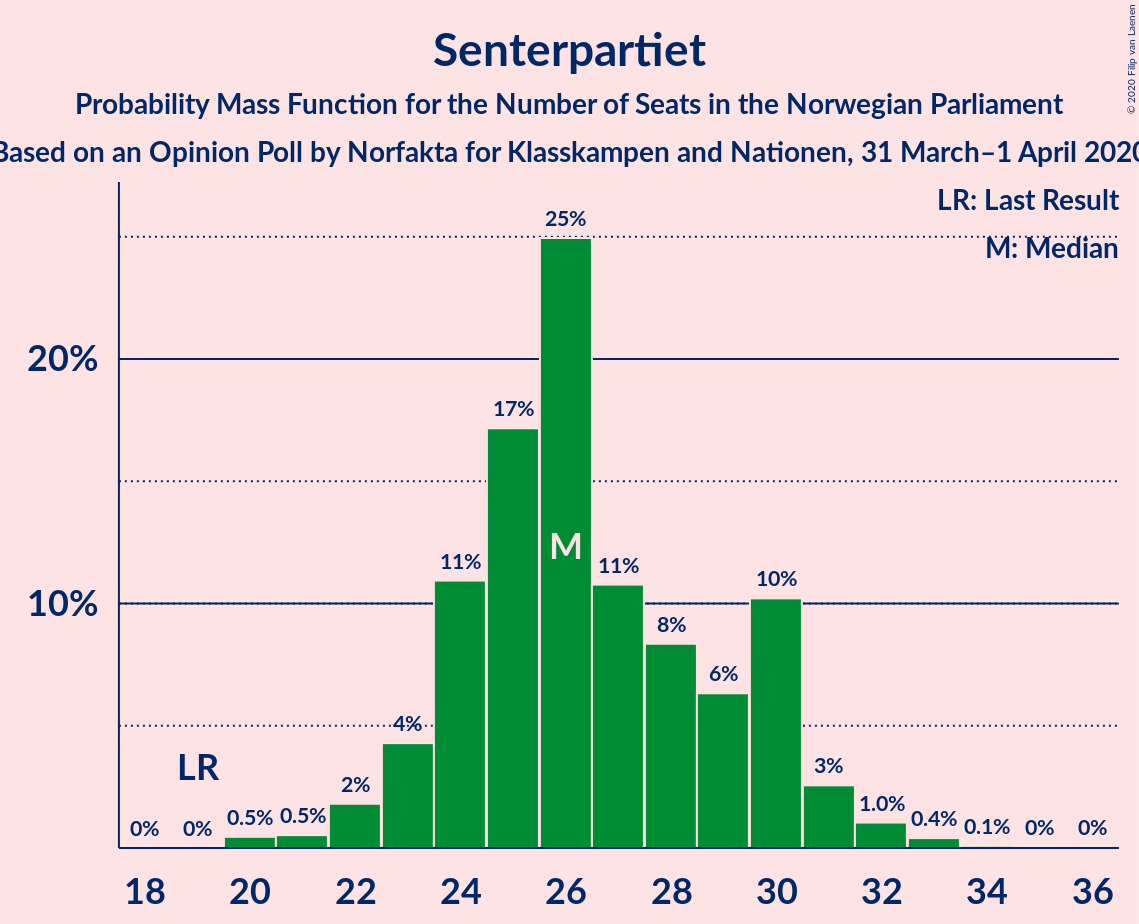 Senterpartiet
Probability Mass Function for the Number of Seats in the Norwegian Parliament
Based on an Opinion Poll by Norfakta for Klasskampen and Nationen, 31 March–1 April 2020
© 2020 Filip van Laenen
LR: Last Result
M: Median
20%
10%
0%
0%
0.5%
0.5%
2%
4%
11%
17%
25%
11%
8%
6%
10%
3%
1.0%
0.4%
0.1%
0%
0%
LR
M
18 20 22 24 26 28 30 32 34 36